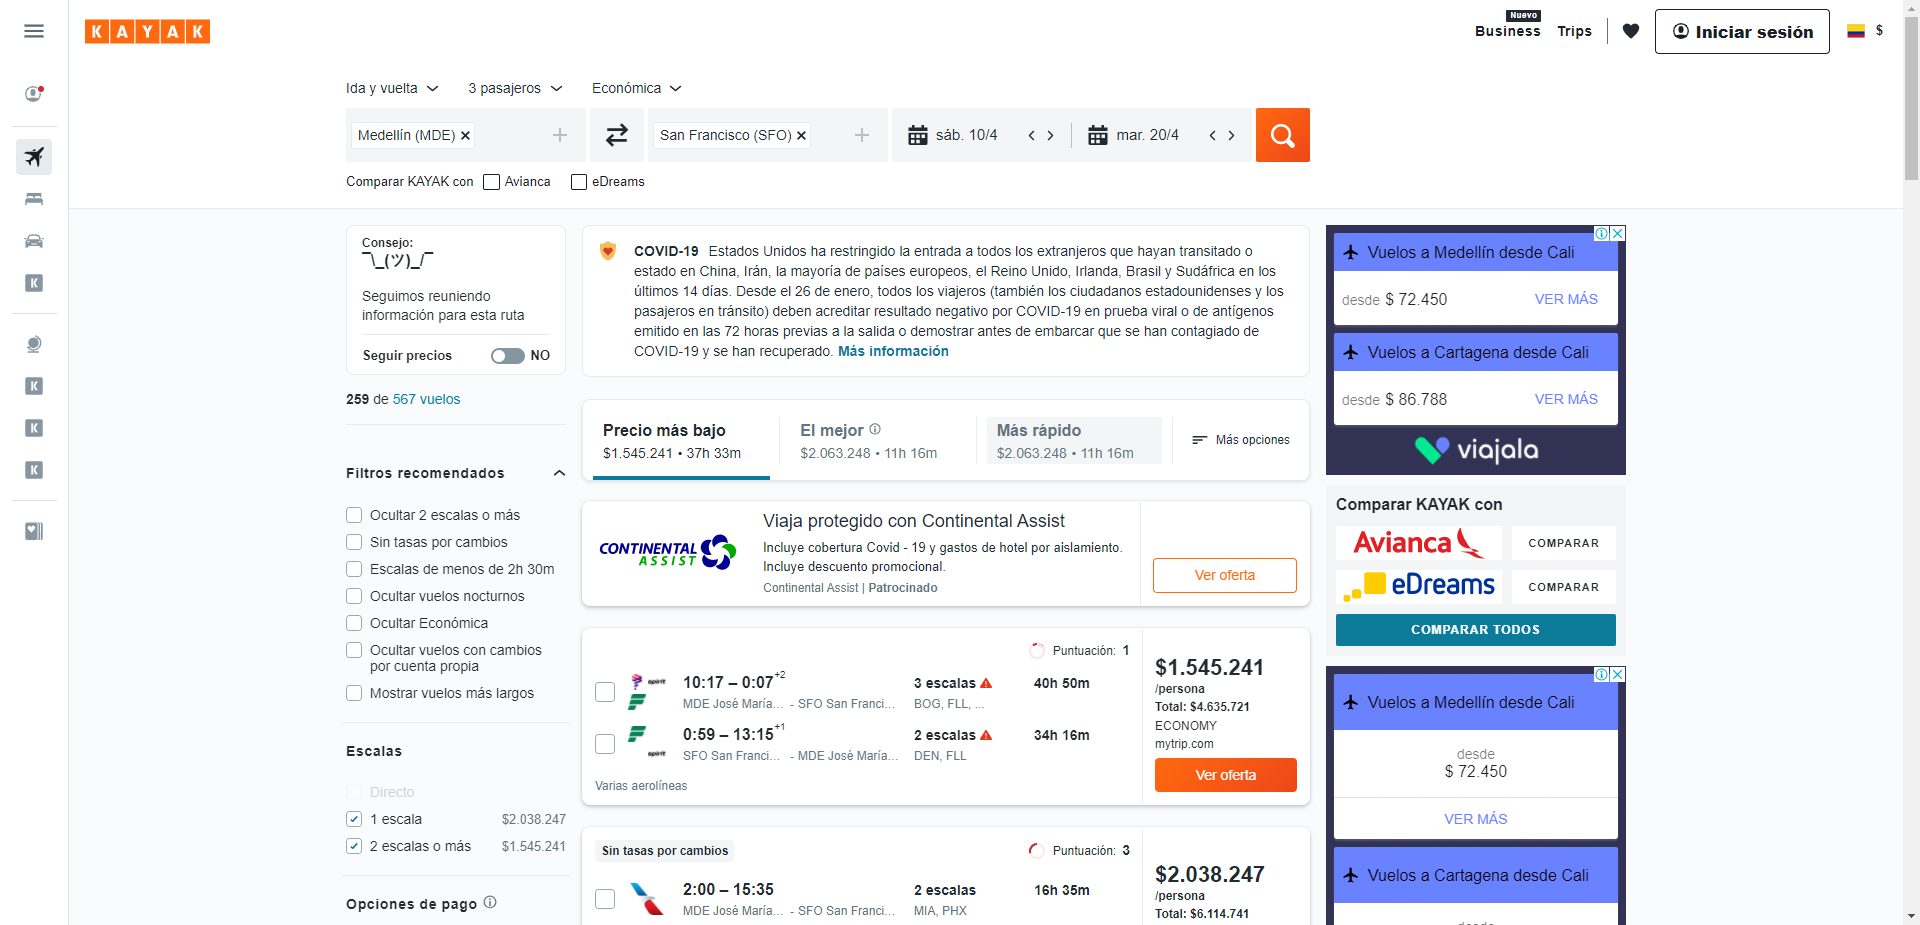 KAYAK
Nuevo
Business
Trips
Iniciar sesión
$
Ida y vuelta
3 pasajeros
Económica
Medellín (MDE)
San Francisco (SFO)
sáb. 10/4
mar. 20/4
Comparar KAYAK con
Avianca
eDreams
Consejo:
¯\_(ツ)_/¯
Seguimos reuniendo
información para esta ruta
Seguir precios
NO
259 de 567 vuelos
Filtros recomendados
Ocultar 2 escalas o más
Sin tasas por cambios
Escalas de menos de 2h 30m
Ocultar vuelos nocturnos
Ocultar Económica
Ocultar vuelos con cambios
por cuenta propia
Mostrar vuelos más largos
Escalas
Directo
1 escala $2.038.247
2 escalas o más $1.545.241
Opciones de pago
COVID-19 Estados Unidos ha restringido la entrada a todos los extranjeros que hayan transitado o
estado en China, Irán, la mayoría de países europeos, el Reino Unido, Irlanda, Brasil y Sudáfrica en los
últimos 14 días. Desde el 26 de enero, todos los viajeros (también los ciudadanos estadounidenses y los
pasajeros en tránsito) deben acreditar resultado negativo por COVID-19 en prueba viral o de antígenos
emitido en las 72 horas previas a la salida o demostrar antes de embarcar que se han contagiado de
COVID-19 y se han recuperado. Más información
Precio más bajo
$1.545.241 • 37h 33m
El mejor
$2.063.248 • 11h 16m
Más rápido
$2.063.248 • 11h 16m
Más opciones
CONTINENTAL
ASSIST
Viaja protegido con Continental Assist
Incluye cobertura Covid - 19 y gastos de hotel por aislamiento.
Incluye descuento promocional.
Continental Assist | Patrocinado
Ver oferta
Puntuación: 1
spirit
10:17 – 0:07+2
MDE José María... - SFO San Franci...
3 escalas
BOG, FLL, ...
40h 50m
spirit
0:59 – 13:15+1
SFO San Franci... - MDE José María...
2 escalas
DEN, FLL
34h 16m
Varias aerolíneas
$1.545.241
/persona
Total: $4.635.721
ECONOMY
mytrip.com
Ver oferta
Sin tasas por cambios
Puntuación: 3
2:00 – 15:35
MDE José María... - SFO San Franci...
2 escalas
MIA, PHX
16h 35m
$2.038.247
/persona
Total: $6.114.741
Vuelos a Medellín desde Cali
desde $ 72.450
VER MÁS
Vuelos a Cartagena desde Cali
desde $ 86.788
VER MÁS
viajala
Comparar KAYAK con
Avianca
COMPARAR
eDreams
COMPARAR
COMPARAR TODOS
Vuelos a Medellín desde Cali
desde
$ 72.450
VER MÁS
Vuelos a Cartagena desde Cali